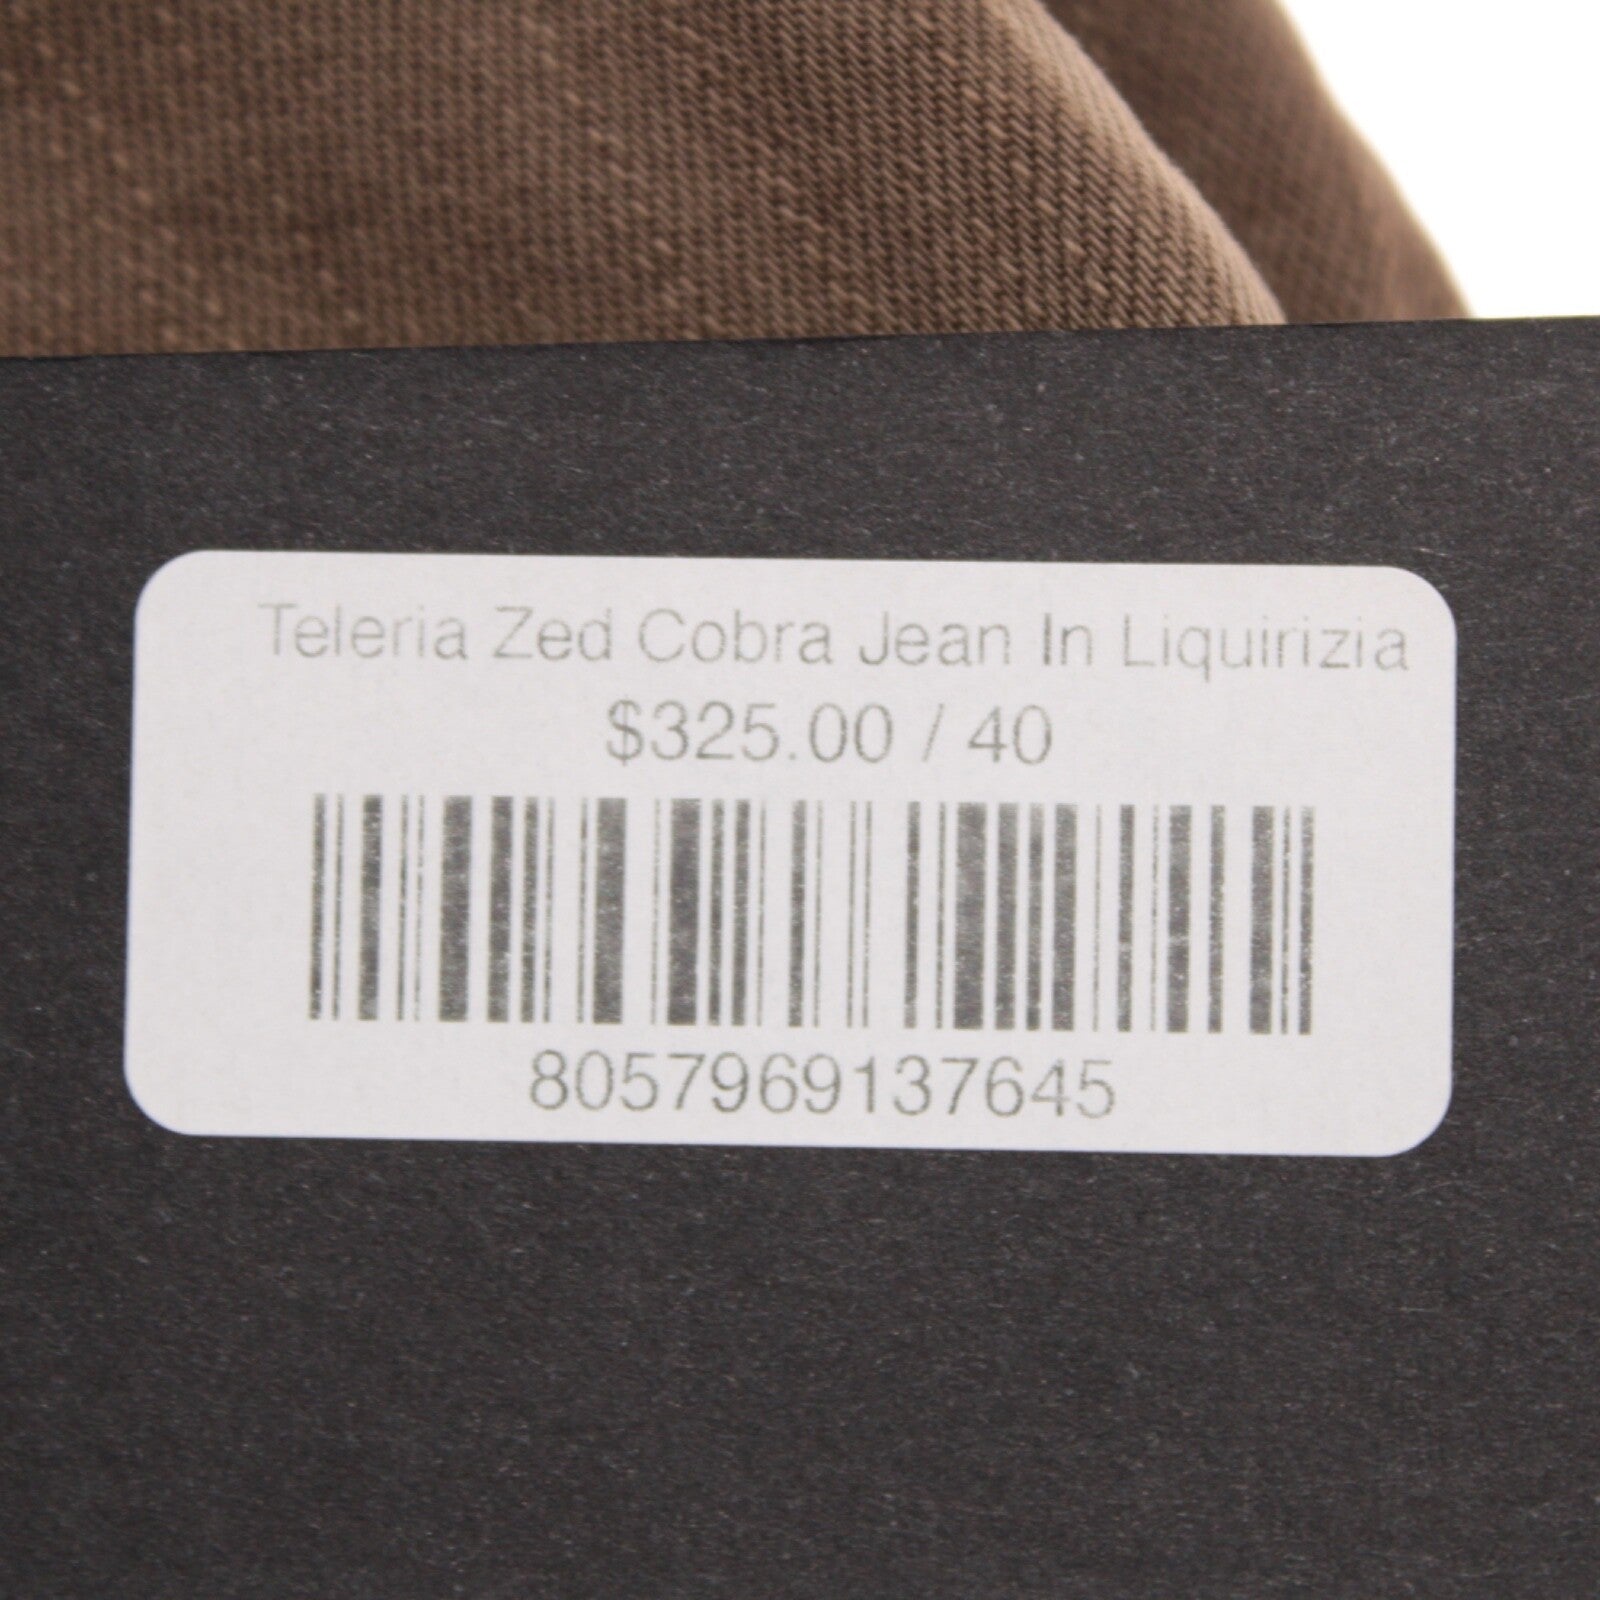 Teleria Zed Cobra Jean In Liquirizia
$325.00 / 40
8057969137645